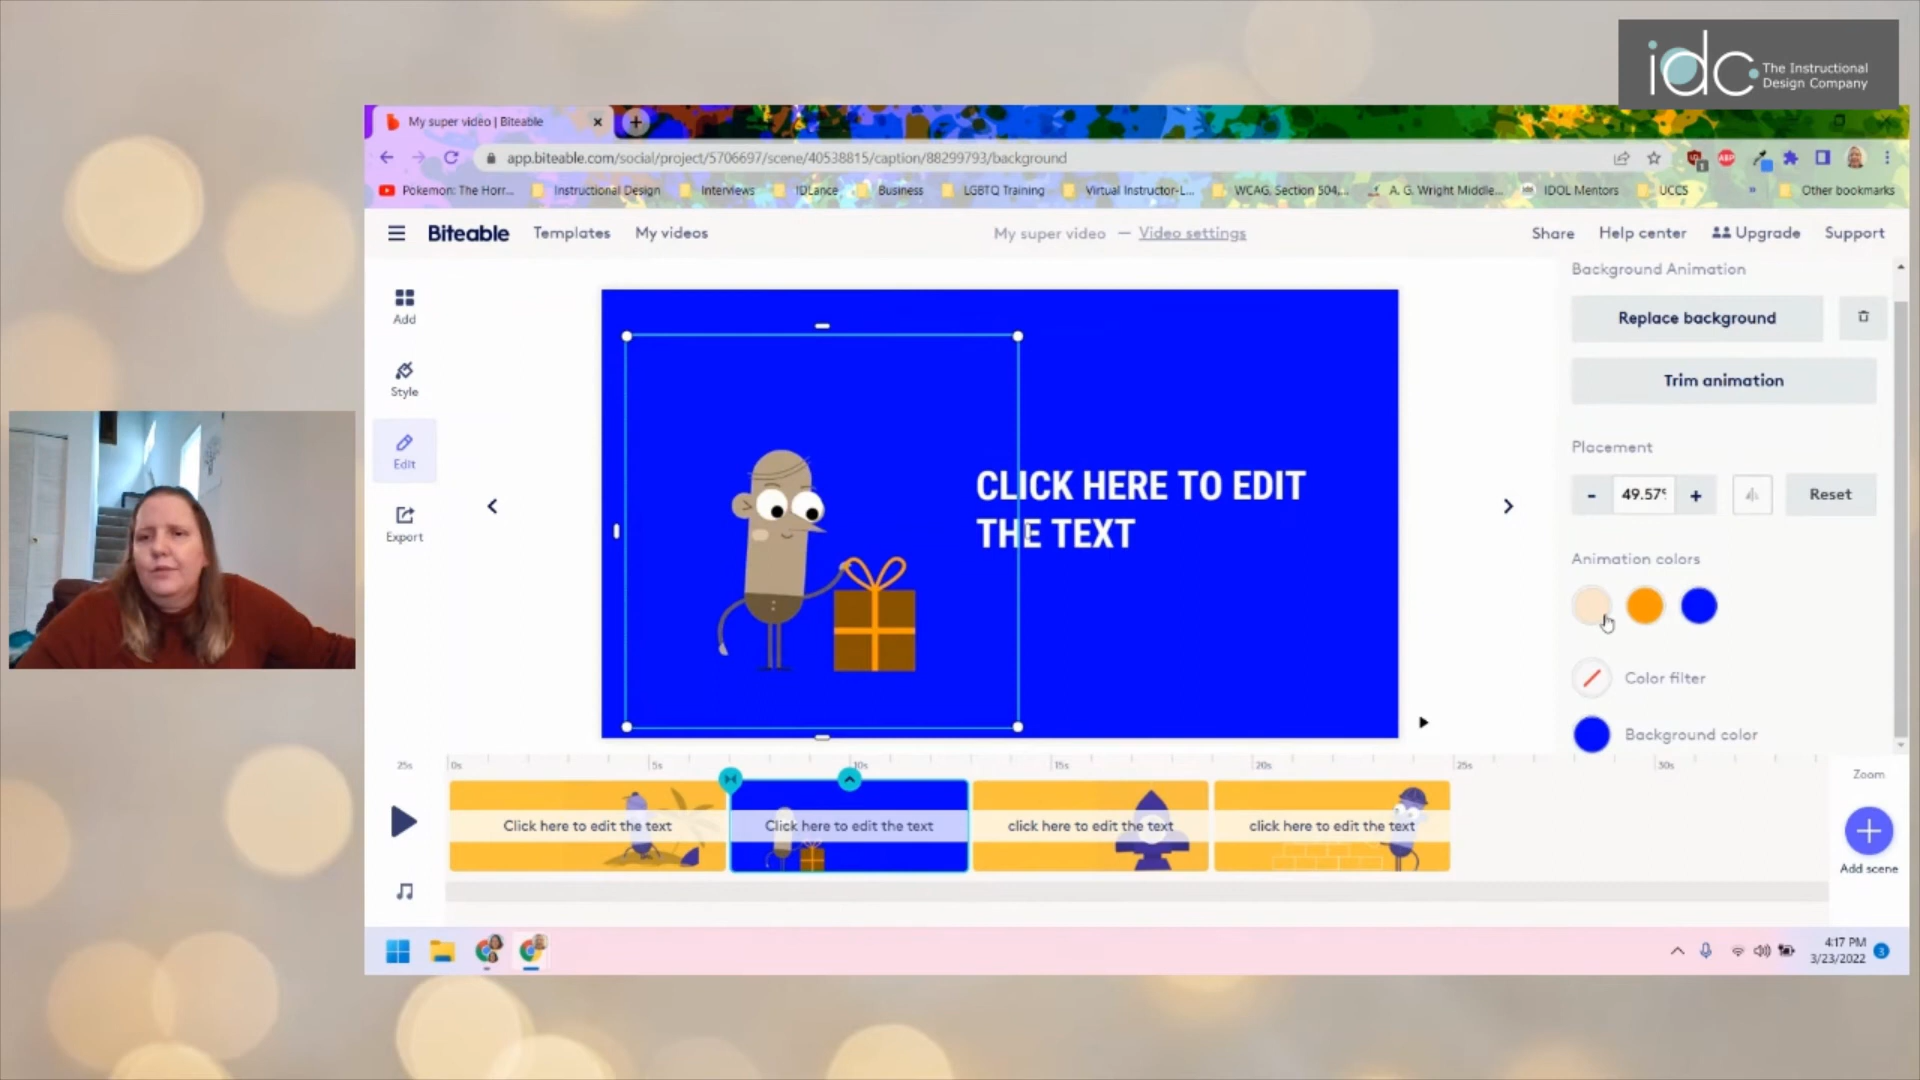 idc. The Instructional
Design Company
My super video | Biteable
app.biteable.com/social/project/5706697/scene/40538815/caption/88299793/background
Pokemon: The Horr...
Instructional Design
Interviews
IDLance
Business
LGBTQ Training
Virtual Instructor-L...
WCAG. Section 504,...
A. G. Wright Middle...
IDOL Mentors
UCCS
»
Other bookmarks
Biteable
Templates
My videos
My super video — Video settings
Share
Help center
Upgrade
Support
Add
Style
Edit
Export
CLICK HERE TO EDIT
THE TEXT
Background Animation
Replace background
Trim animation
Placement
- 49.57% +
Reset
Animation colors
Color filter
Background color
25s
0s
5s
10s
15s
20s
25s
30s
Zoom
Click here to edit the text
Click here to edit the text
click here to edit the text
click here to edit the text
Add scene
4:17 PM
3/23/2022
3